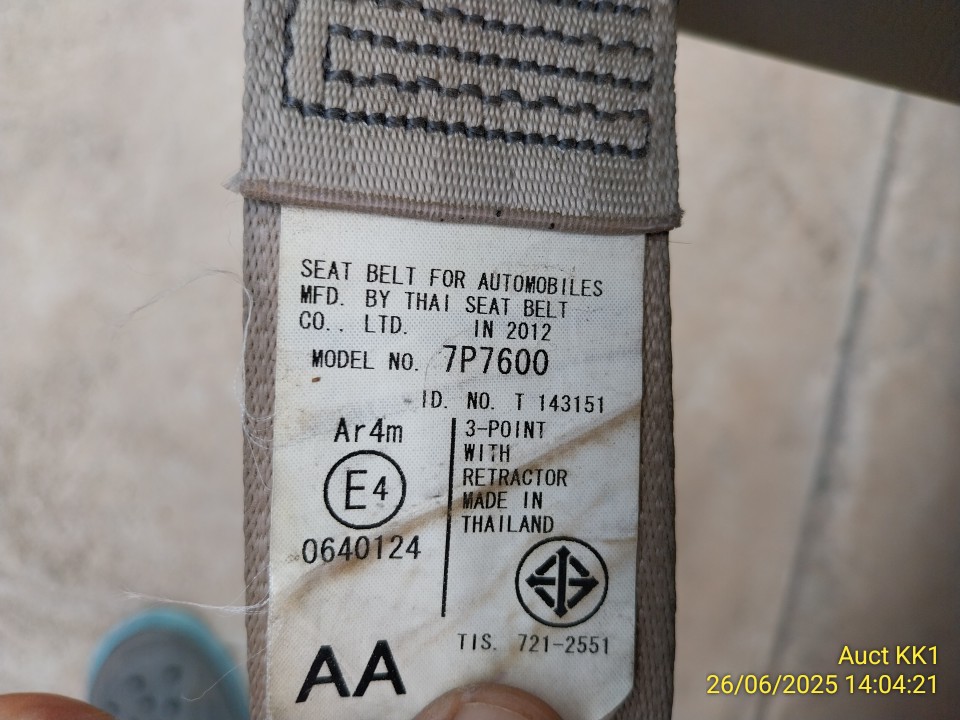 SEAT BELT FOR AUTOMOBILES
MFD. BY THAI SEAT BELT
CO., LTD. IN 2012
MODEL NO. 7P7600
ID. NO. T 143151
Ar4m
E4
0640124
3-POINT
WITH
RETRACTOR
MADE IN
THAILAND
TIS. 721-2551
AA
Auct KK1
26/06/2025 14:04:21